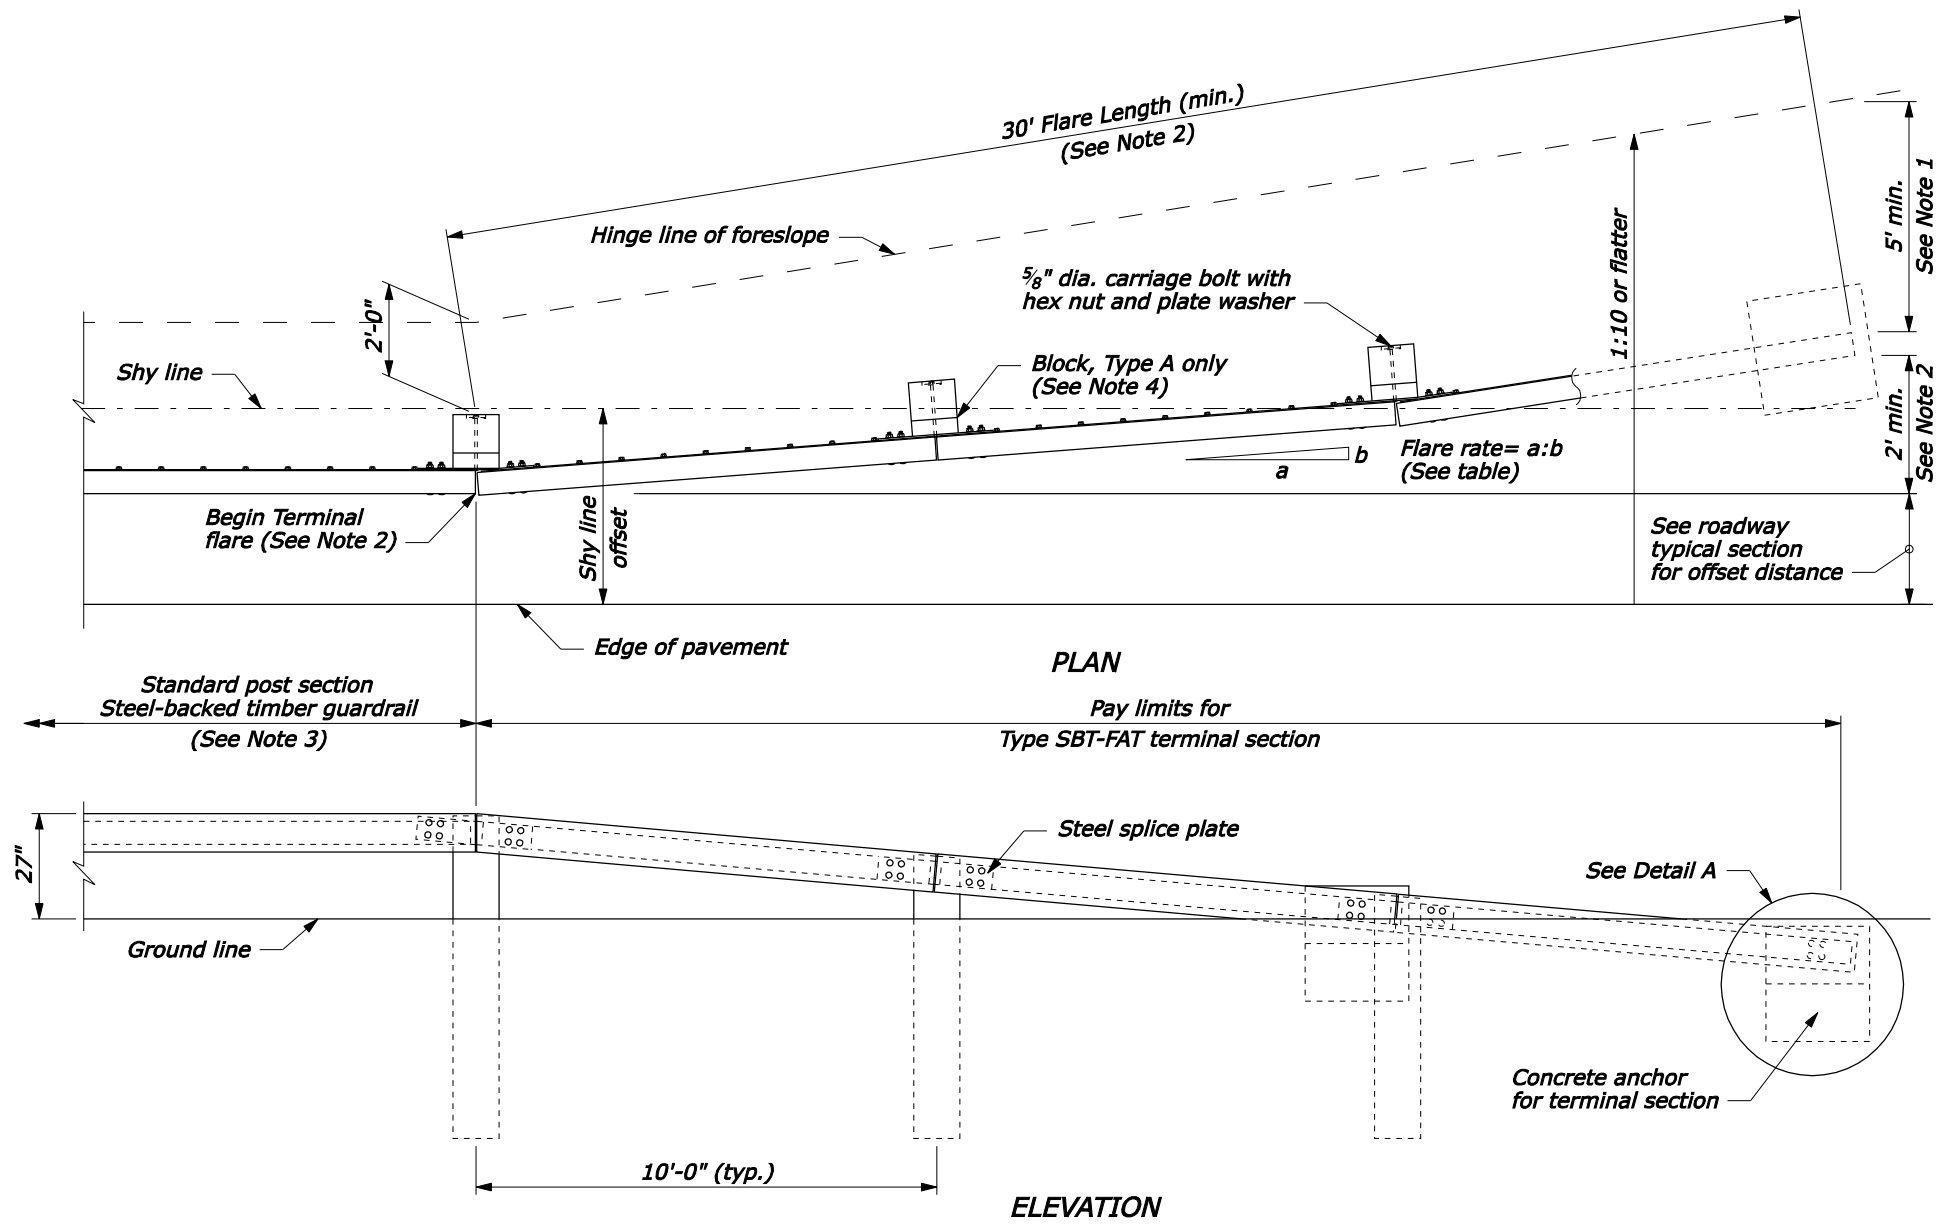 30' Flare Length (min.)
(See Note 2)
Hinge line of foreslope
5/8" dia. carriage bolt with
hex nut and plate washer
2'-0"
1:10 or flatter
5' min.
See Note 1
Shy line
Block, Type A only
(See Note 4)
2' min.
See Note 2
Flare rate= a:b
(See table)
a
b
Begin Terminal
flare (See Note 2)
Shy line
offset
See roadway
typical section
for offset distance
Edge of pavement
PLAN
Standard post section
Steel-backed timber guardrail
(See Note 3)
Pay limits for
Type SBT-FAT terminal section
27"
Steel splice plate
See Detail A
Ground line
Concrete anchor
for terminal section
10'-0" (typ.)
ELEVATION